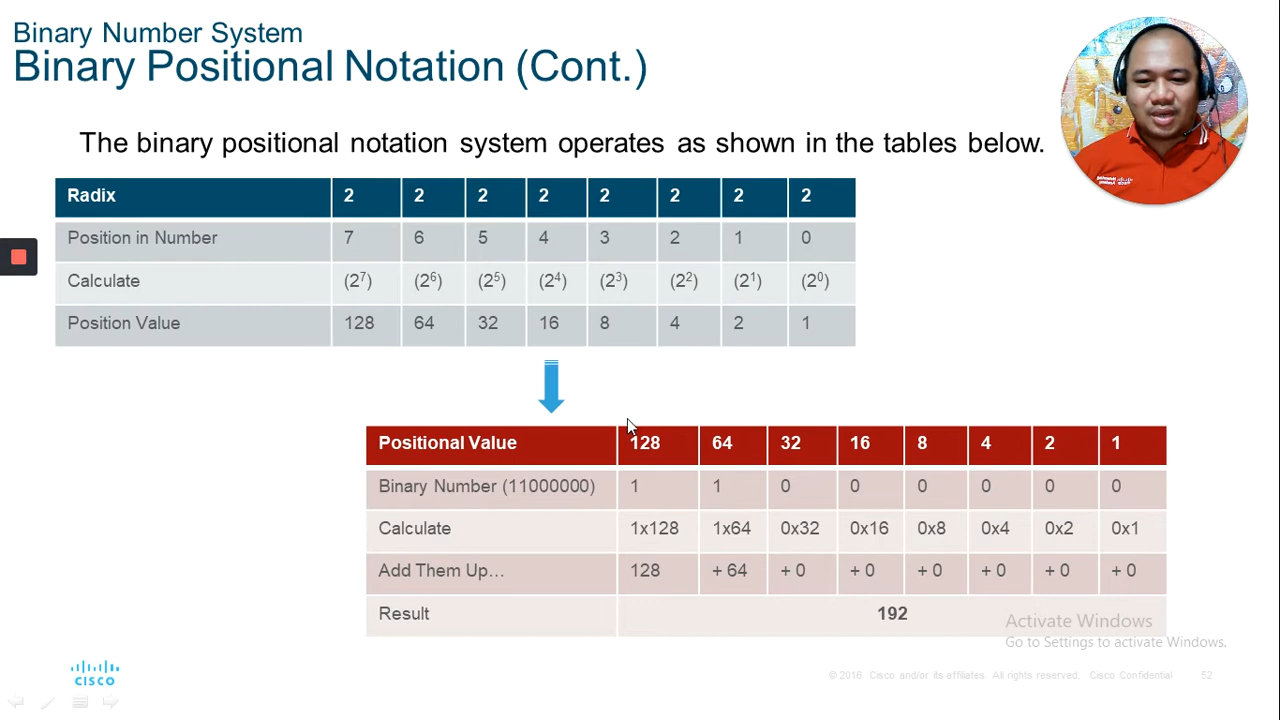 Binary Number System
Binary Positional Notation (Cont.)
The binary positional notation system operates as shown in the tables below.
Radix 2 2 2 2 2 2 2 2
Position in Number 7 6 5 4 3 2 1 0
Calculate (2⁷) (2⁶) (2⁵) (2⁴) (2³) (2²) (2¹) (2⁰)
Position Value 128 64 32 16 8 4 2 1
Positional Value 128 64 32 16 8 4 2 1
Binary Number (11000000) 1 1 0 0 0 0 0 0
Calculate 1x128 1x64 0x32 0x16 0x8 0x4 0x2 0x1
Add Them Up… 128 + 64 + 0 + 0 + 0 + 0 + 0 + 0
Result 192
Activate Windows
Go to Settings to activate Windows.
CISCO
© 2016 Cisco and/or its affiliates. All rights reserved. Cisco Confidential 52